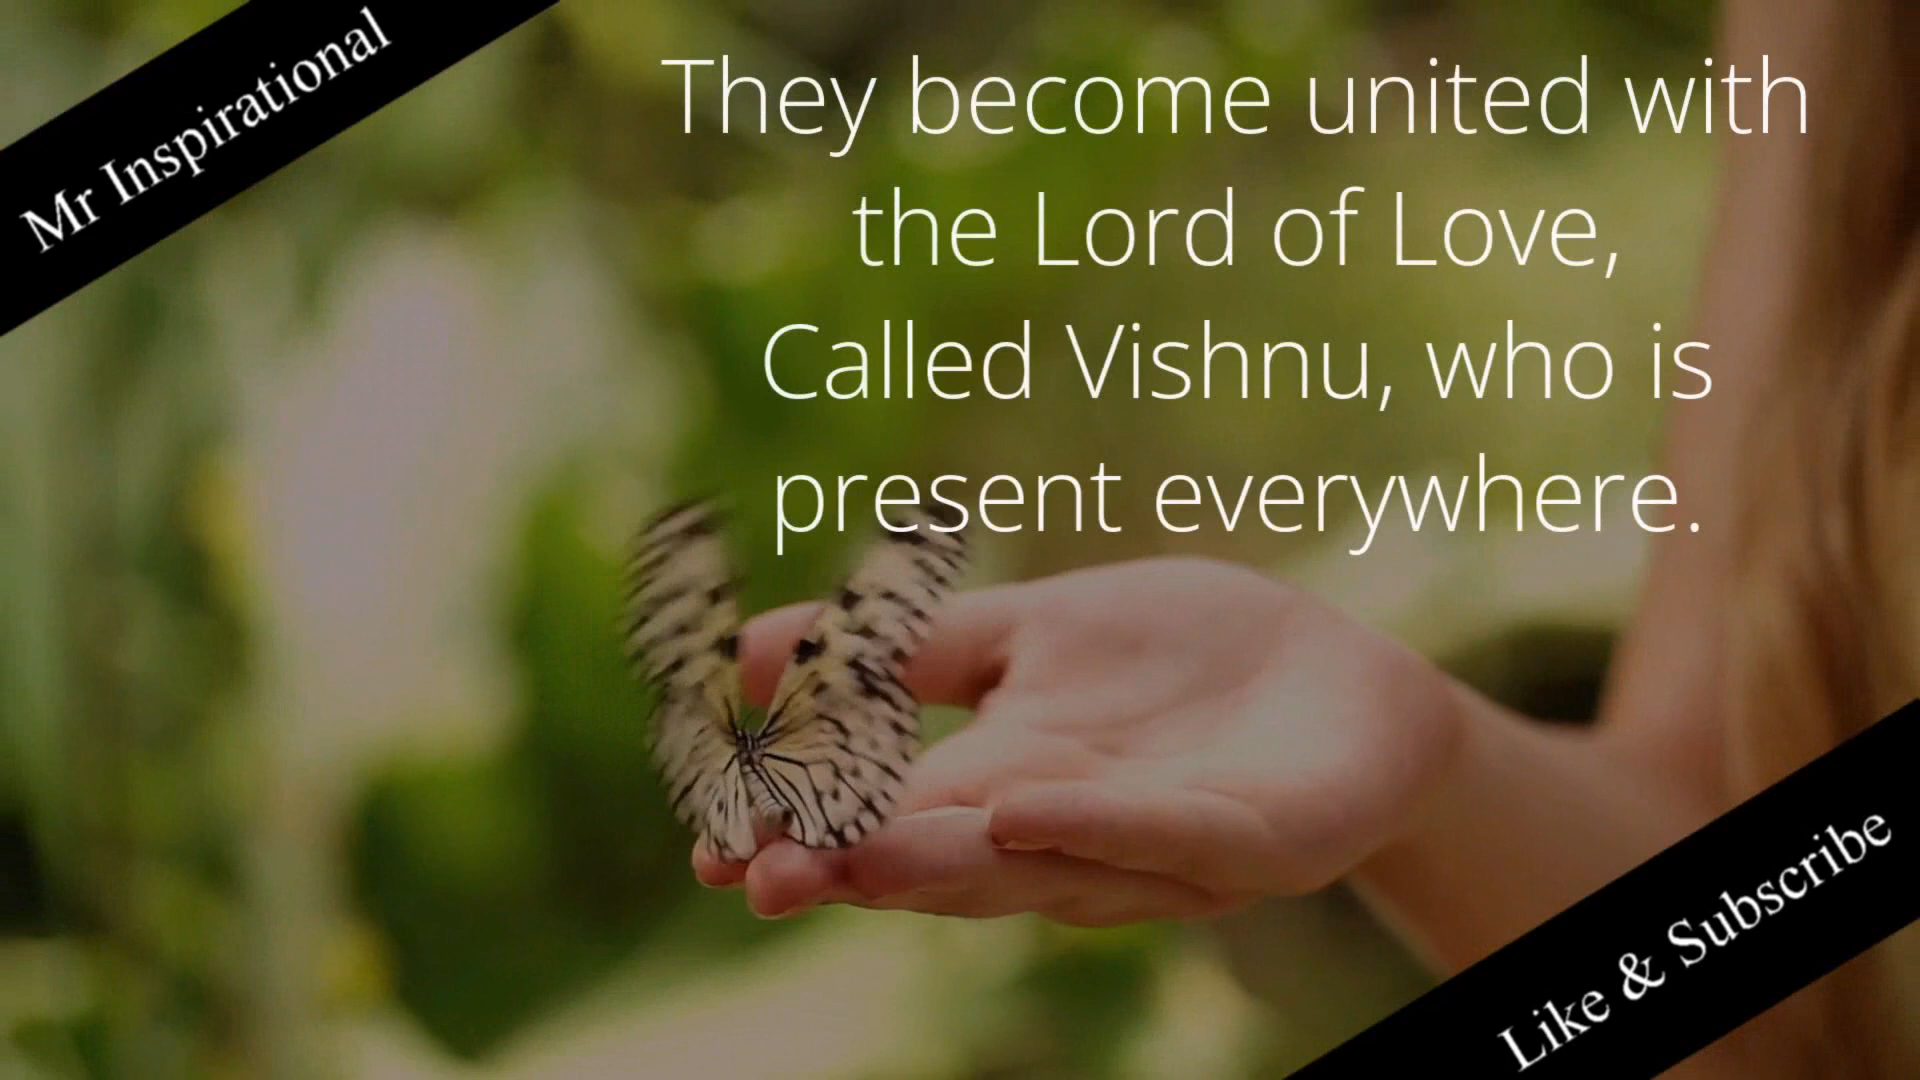 Mr Inspirational
They become united with
the Lord of Love,
Called Vishnu, who is
present everywhere.
Like & Subscribe